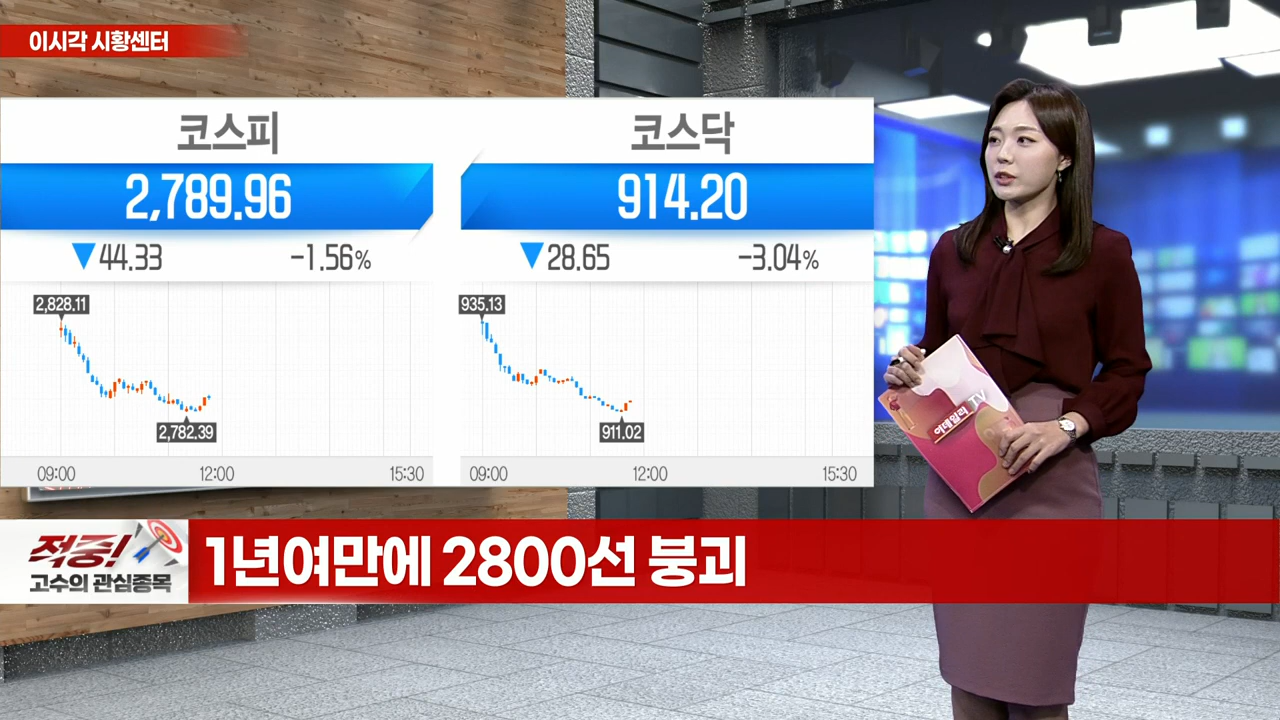 이시각 시황센터
코스피
2,789.96
▼44.33 -1.56%
2,828.11
2,782.39
09:00 12:00 15:30
코스닥
914.20
▼28.65 -3.04%
935.13
911.02
09:00 12:00 15:30
이데일리 TV
적중!
고수의 관심종목
1년여만에 2800선 붕괴